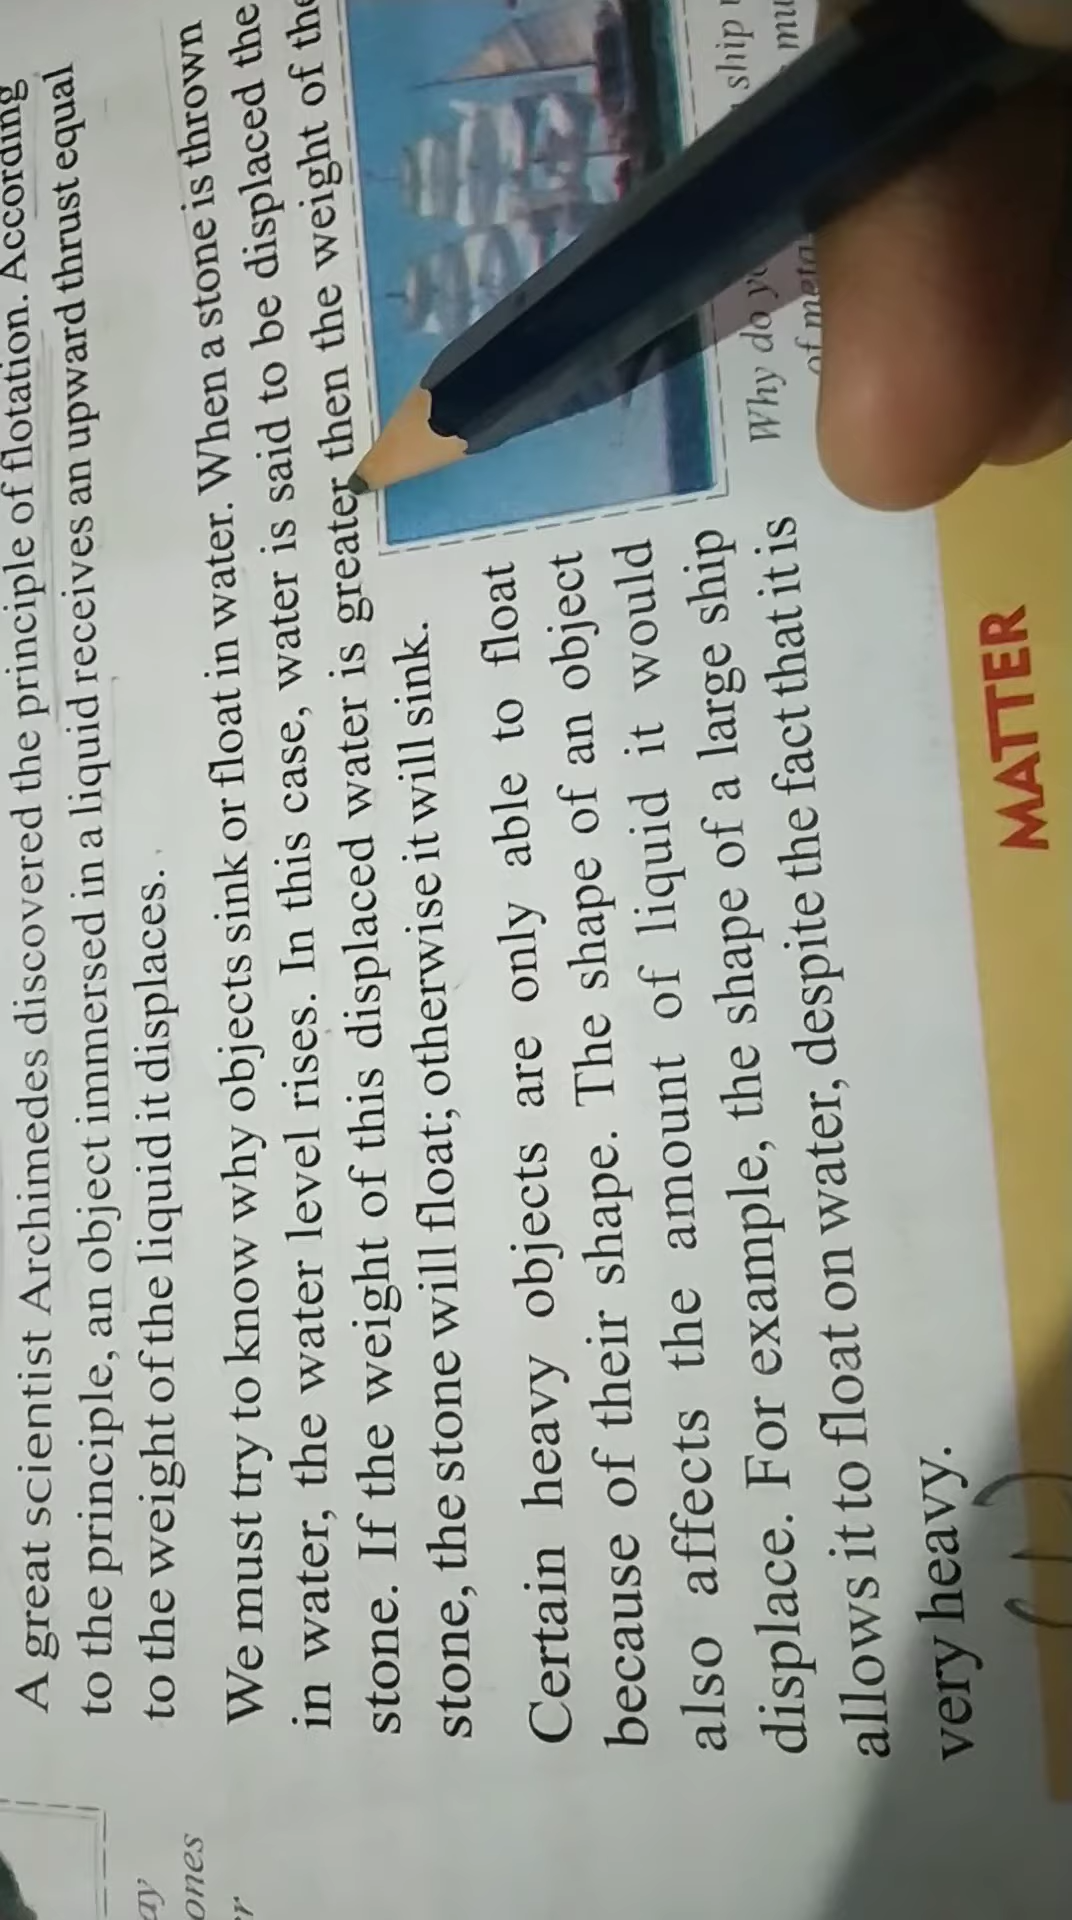 A great scientist Archimedes discovered the principle of flotation. According
to the principle, an object immersed in a liquid receives an upward thrust equal
to the weight of the liquid it displaces.
We must try to know why objects sink or float in water. When a stone is thrown
in water, the water level rises. In this case, water is said to be displaced the
stone. If the weight of this displaced water is greater then the weight of the
stone, the stone will float; otherwise it will sink.
Certain heavy objects are only able to float
because of their shape. The shape of an object
also affects the amount of liquid it would
displace. For example, the shape of a large ship
allows it to float on water, despite the fact that it is
very heavy.
Why do ship
of
MATTER
ones